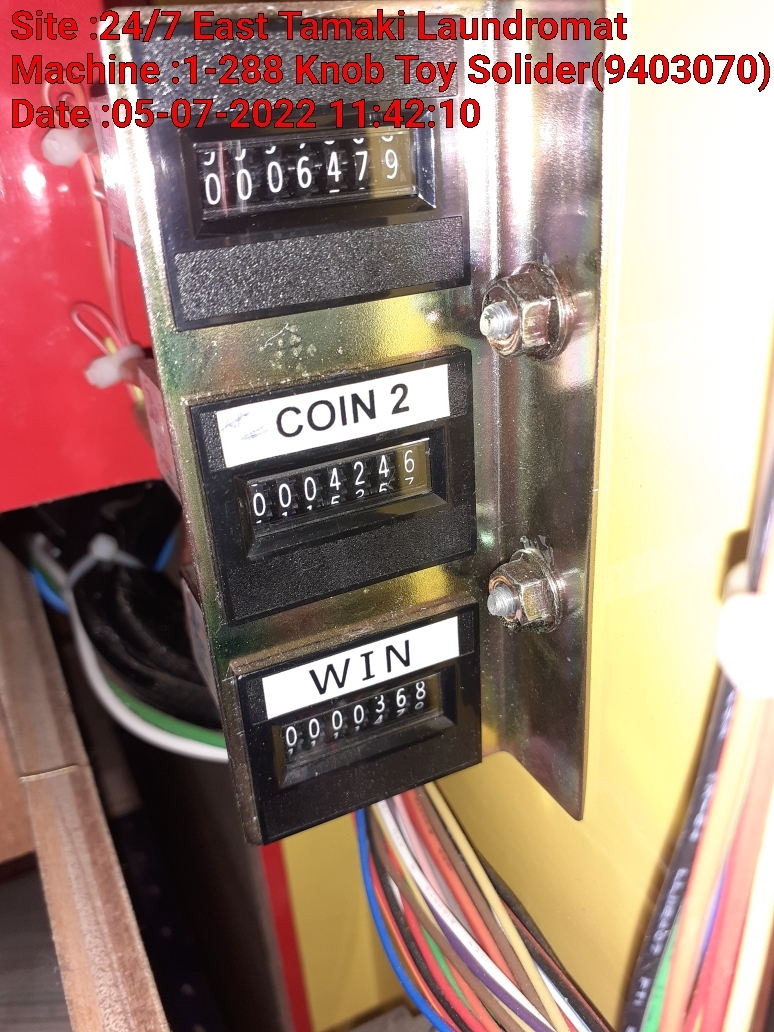 Site :24/7 East Tamaki Laundromat
Machine :1-288 Knob Toy Solider(9403070)
Date :05-07-2022 11:42:10
0006479
COIN 2
0004246
WIN
0000368